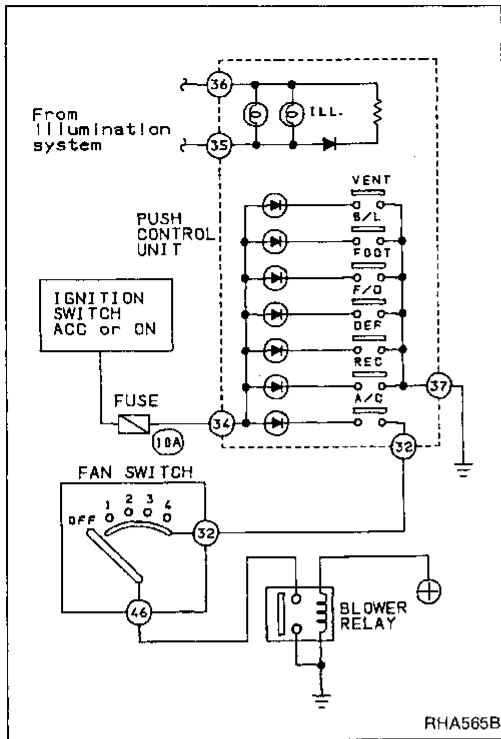 36
From
illumination
system
ILL.
35
PUSH
CONTROL
UNIT
VENT
B/L
FOOT
F/D
DEF
REC
A/C
IGNITION
SWITCH
ACC or ON
FUSE
10A
34
37
32
FAN SWITCH
OFF
1
2
3
4
32
46
BLOWER
RELAY
RHA565B